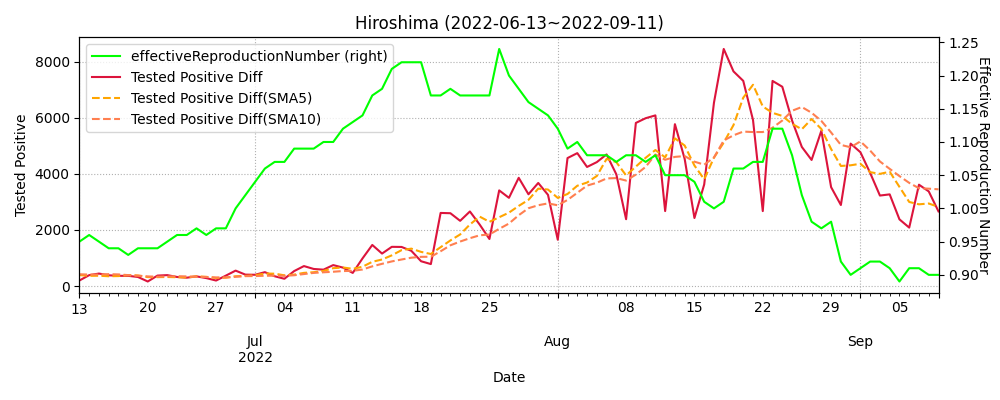 Hiroshima (2022-06-13~2022-09-11)
effectiveReproductionNumber (right)
Tested Positive Diff
Tested Positive Diff(SMA5)
Tested Positive Diff(SMA10)
Tested Positive
8000
6000
4000
2000
0
1.25
1.20
1.15
1.10
1.05
1.00
0.95
0.90
Effective Reproduction Number
13 20 27 04 11 18 25 08 15 22 29 05
Jul Aug Sep
2022
Date